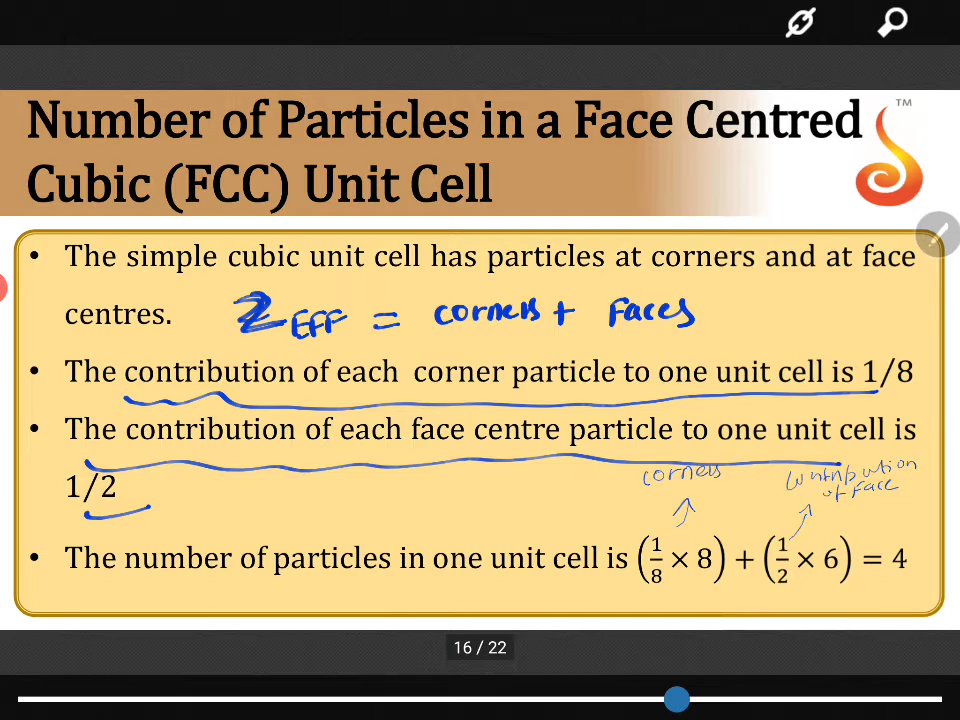 Number of Particles in a Face Centred
TM
Cubic (FCC) Unit Cell
• The simple cubic unit cell has particles at corners and at face
centres. Z EFF = corners + Faces
• The contribution of each corner particle to one unit cell is 1/8
• The contribution of each face centre particle to one unit cell is
1/2
corners
contribution
of Face
• The number of particles in one unit cell is (1/8 × 8) + (1/2 × 6) = 4
16 / 22